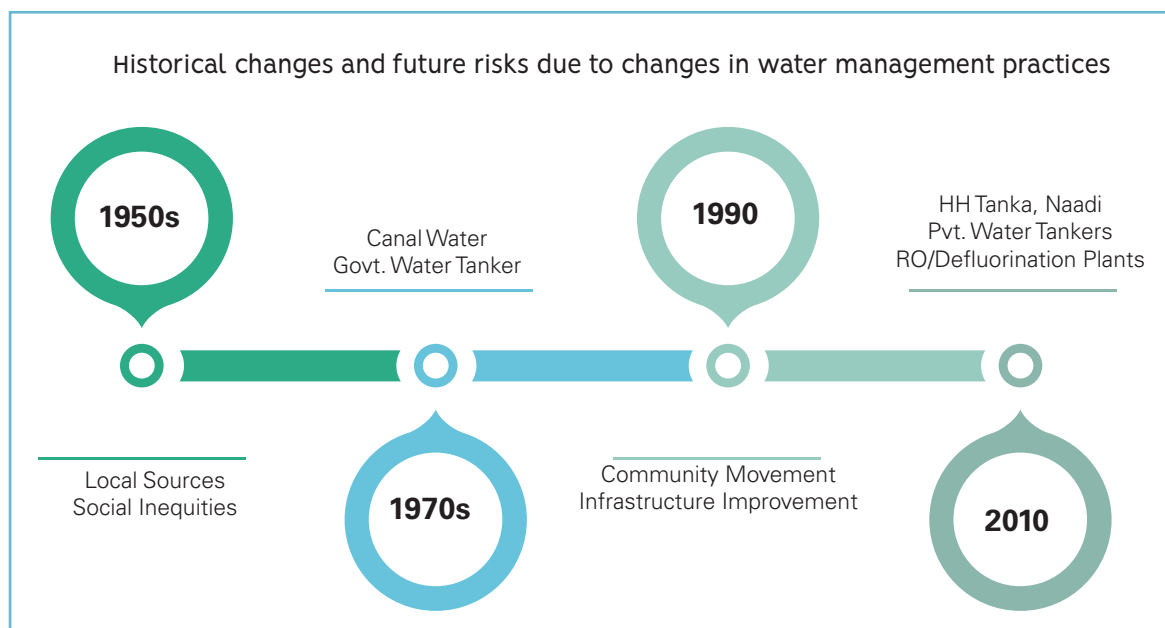 Historical changes and future risks due to changes in water management practices
1950s
Local Sources
Social Inequities
Canal Water
Govt. Water Tanker
1970s
1990
Community Movement
Infrastructure Improvement
HH Tanka, Naadi
Pvt. Water Tankers
RO/Defluorination Plants
2010